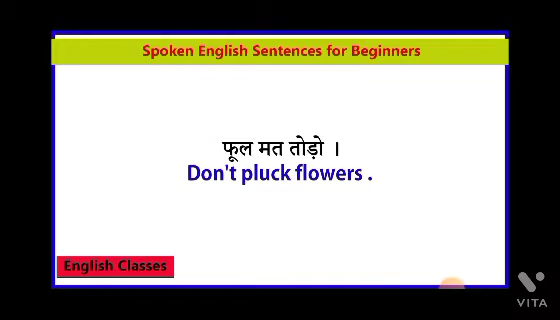 Spoken English Sentences for Beginners
फूल मत तोड़ो ।
Don't pluck flowers .
English Classes
VITA